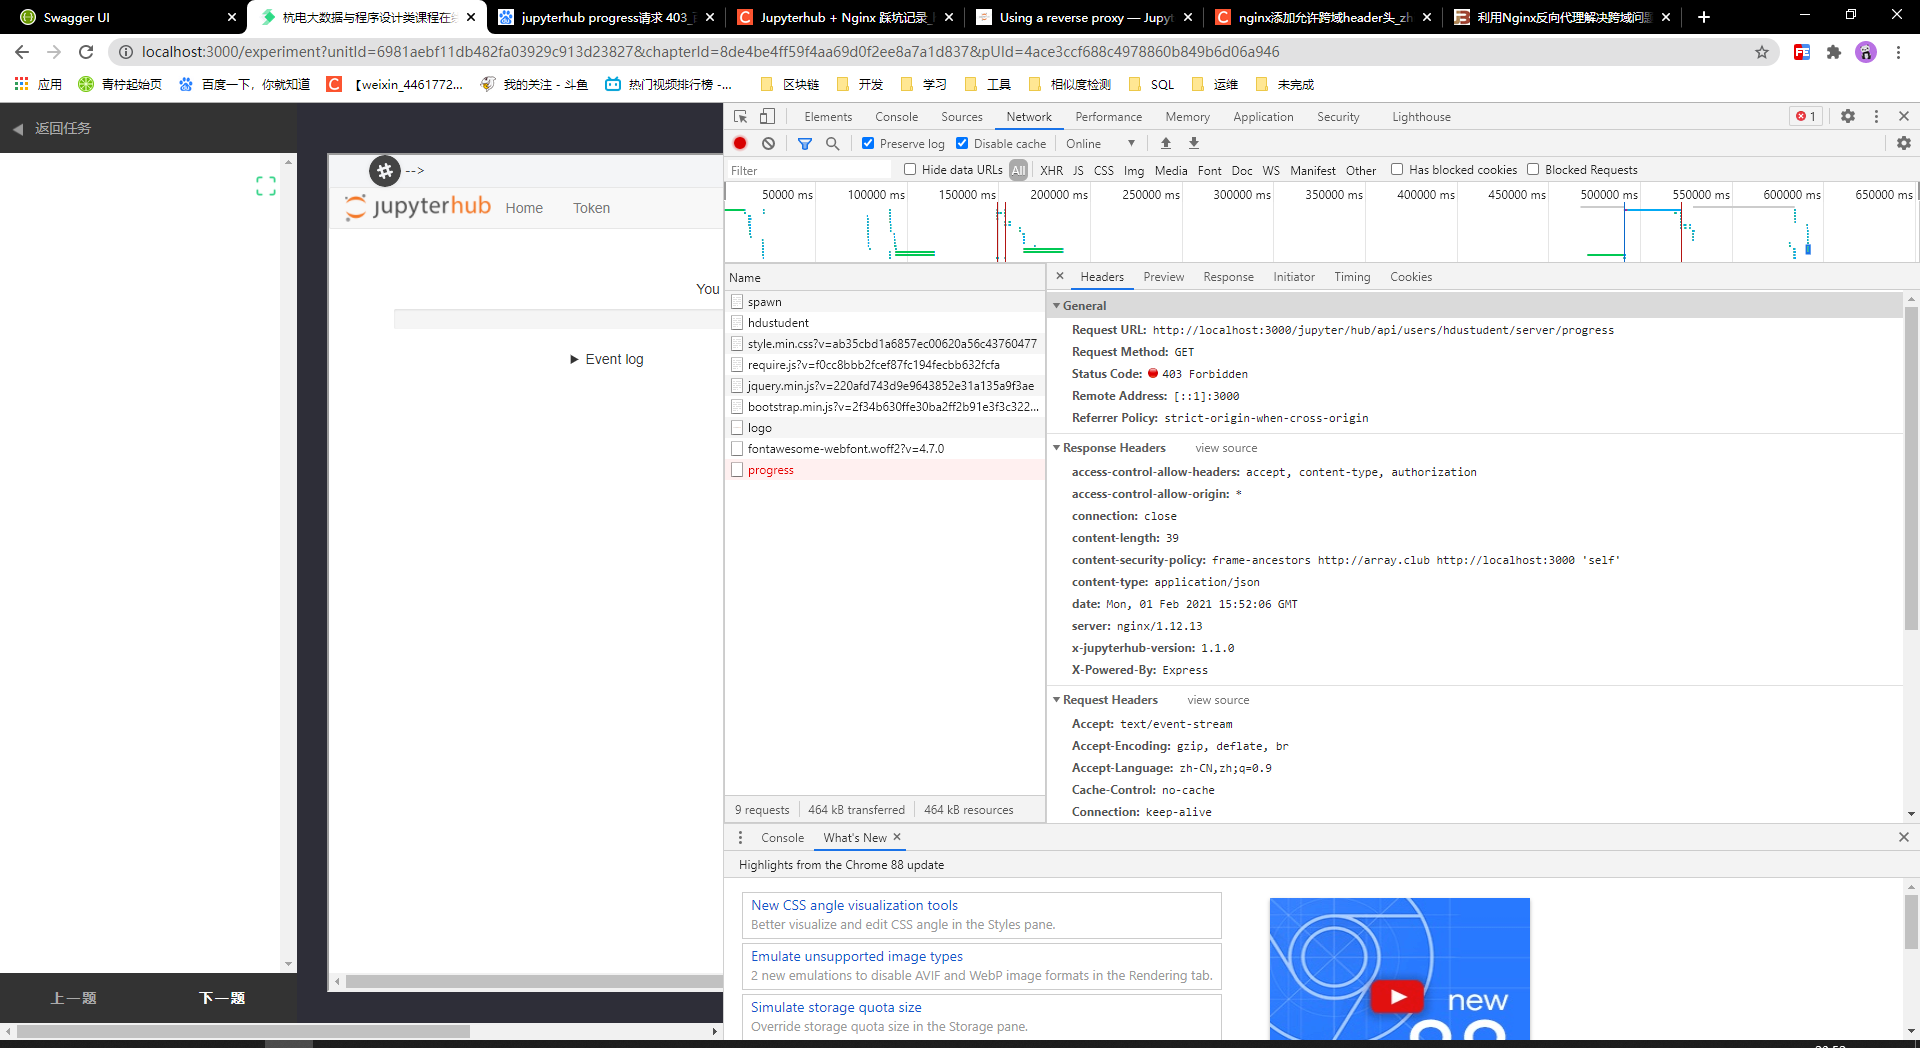 Swagger UI
杭电大数据与程序设计类课程在线
jupyterhub progress请求 403_百
Jupyterhub + Nginx 踩坑记录_
Using a reverse proxy — Jupyt
nginx添加允许跨域header头_zh
利用Nginx反向代理解决跨域问题
localhost:3000/experiment?unitId=6981aebf11db482fa03929c913d23827&chapterId=8de4be4ff59f4aa69d0f2ee8a7a1d837&pUId=4ace3ccf688c4978860b849b6d06a946
应用
青柠起始页
百度一下，你就知道
【weixin_4461772...
我的关注 - 斗鱼
热门视频排行榜 -...
区块链
开发
学习
工具
相似度检测
SQL
运维
未完成
返回任务
-->
jupyterhub
Home
Token
You
Event log
上一题
下一题
Elements
Console
Sources
Network
Performance
Memory
Application
Security
Lighthouse
1
Preserve log
Disable cache
Online
Filter
Hide data URLs
All
XHR
JS
CSS
Img
Media
Font
Doc
WS
Manifest
Other
Has blocked cookies
Blocked Requests
50000 ms
100000 ms
150000 ms
200000 ms
250000 ms
300000 ms
350000 ms
400000 ms
450000 ms
500000 ms
550000 ms
600000 ms
650000 ms
Name
spawn
hdustudent
style.min.css?v=ab35cbd1a6857ec00620a56c43760477
require.js?v=f0cc8bbb2fcef87fc194fecbb632fcfa
jquery.min.js?v=220afd743d9e9643852e31a135a9f3ae
bootstrap.min.js?v=2f34b630ffe30ba2ff2b91e3f3c322...
logo
fontawesome-webfont.woff2?v=4.7.0
progress
9 requests
464 kB transferred
464 kB resources
Headers
Preview
Response
Initiator
Timing
Cookies
General
Request URL: http://localhost:3000/jupyter/hub/api/users/hdustudent/server/progress
Request Method: GET
Status Code: 403 Forbidden
Remote Address: [::1]:3000
Referrer Policy: strict-origin-when-cross-origin
Response Headers
view source
access-control-allow-headers: accept, content-type, authorization
access-control-allow-origin: *
connection: close
content-length: 39
content-security-policy: frame-ancestors http://array.club http://localhost:3000 'self'
content-type: application/json
date: Mon, 01 Feb 2021 15:52:06 GMT
server: nginx/1.12.13
x-jupyterhub-version: 1.1.0
X-Powered-By: Express
Request Headers
view source
Accept: text/event-stream
Accept-Encoding: gzip, deflate, br
Accept-Language: zh-CN,zh;q=0.9
Cache-Control: no-cache
Connection: keep-alive
Console
What's New
Highlights from the Chrome 88 update
New CSS angle visualization tools
Better visualize and edit CSS angle in the Styles pane.
Emulate unsupported image types
2 new emulations to disable AVIF and WebP image formats in the Rendering tab.
Simulate storage quota size
Override storage quota size in the Storage pane.
new
88